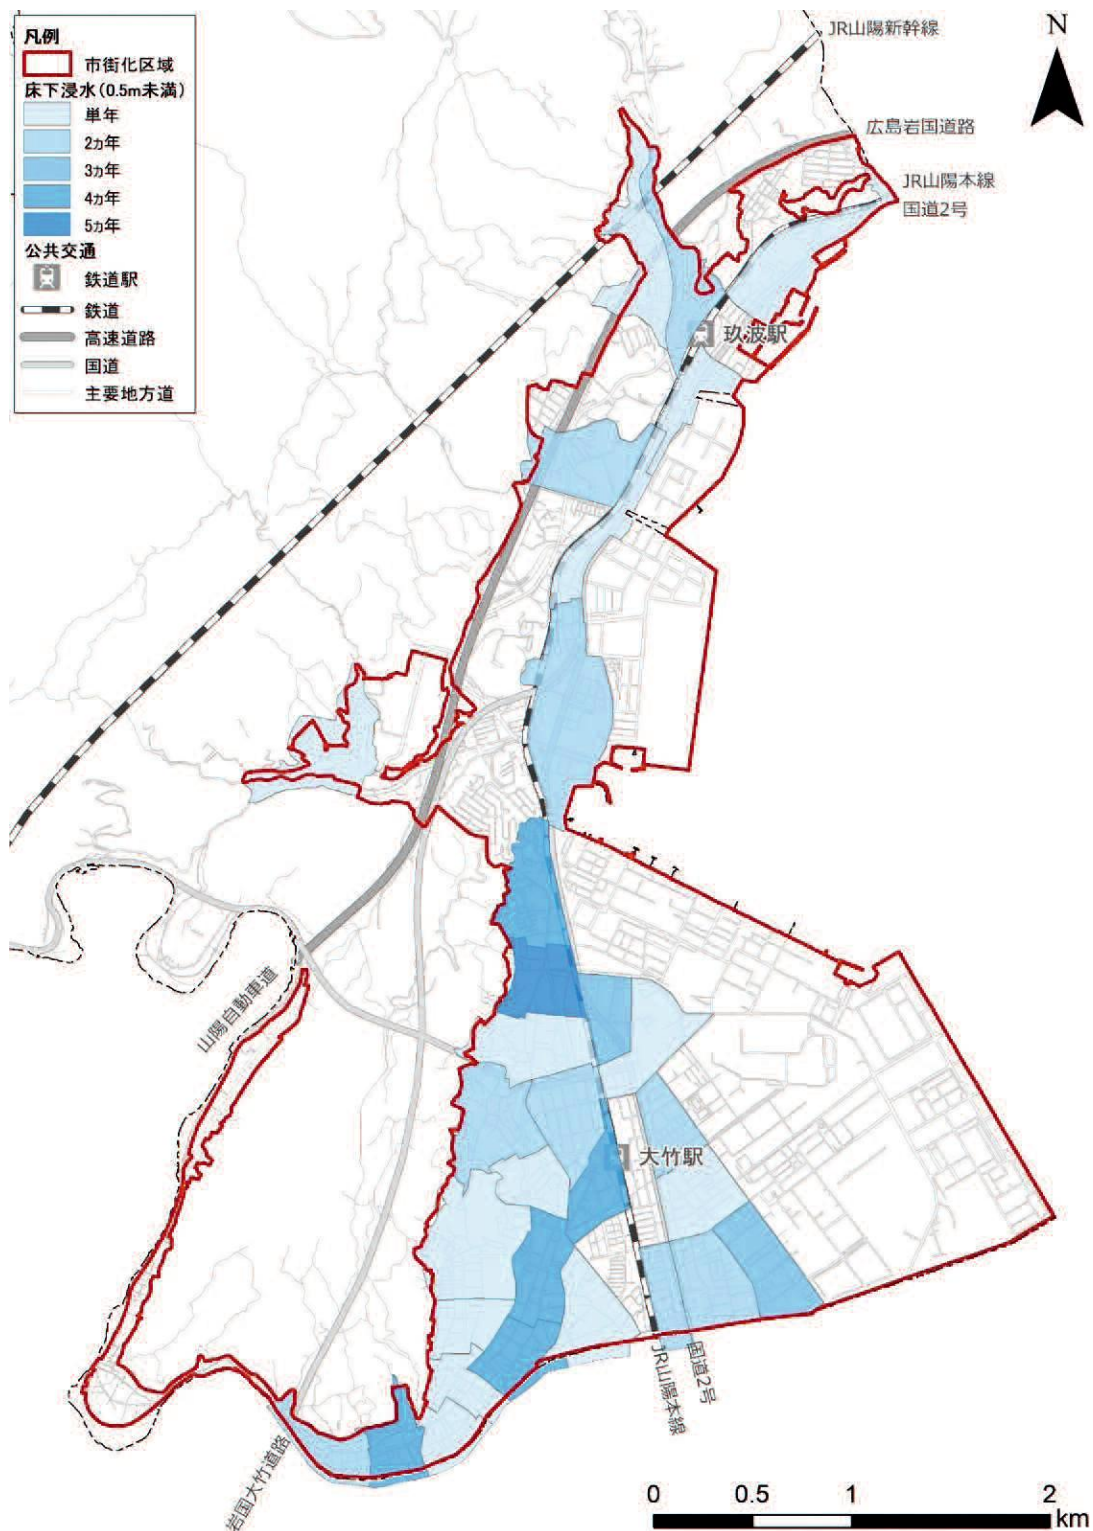 凡例
市街化区域
床下浸水(0.5m未満)
単年
2ヵ年
3ヵ年
4ヵ年
5ヵ年
公共交通
鉄道駅
鉄道
高速道路
国道
主要地方道
JR山陽新幹線
N
広島岩国道路
JR山陽本線
国道2号
玖波駅
山陽自動車道
大竹駅
JR山陽本線
国道2号
岩国大竹道路
0 0.5 1 2
km